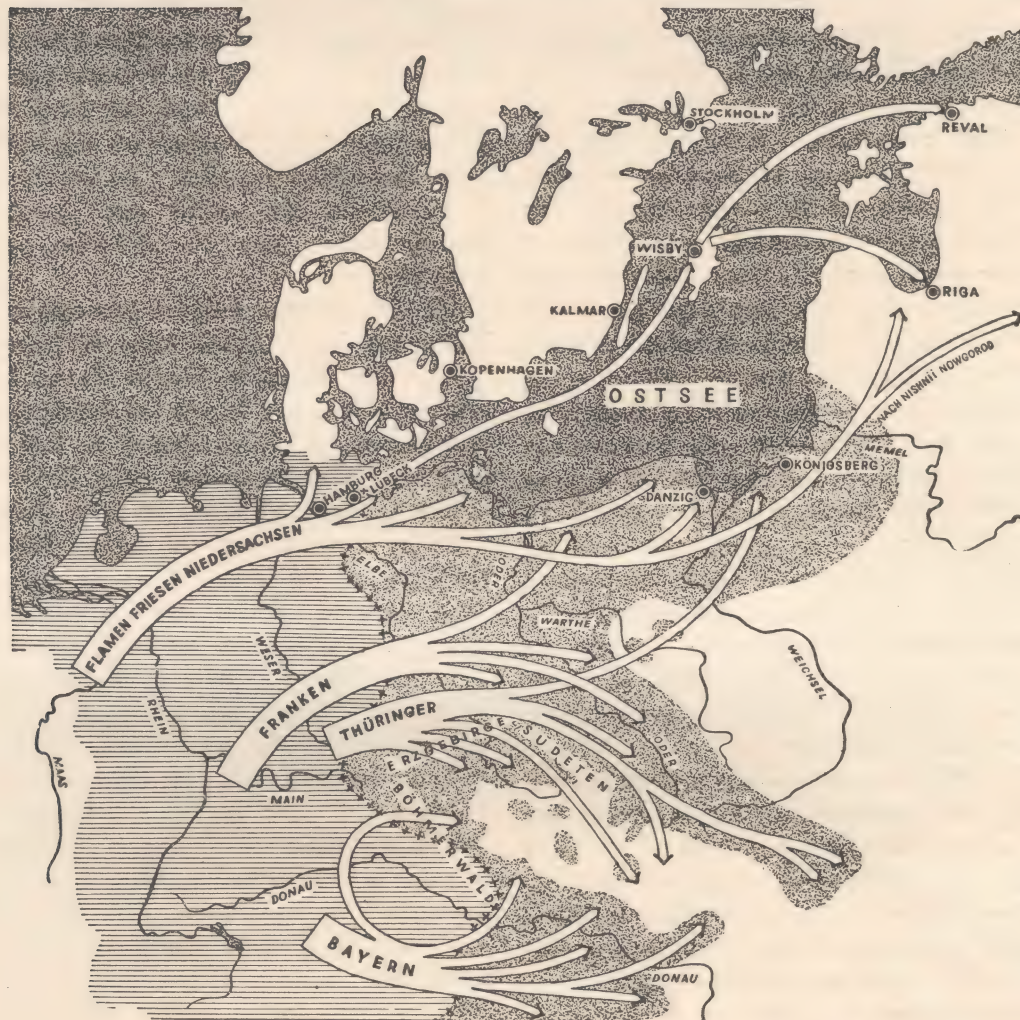 STOCKHOLM
REVAL
WISBY
RIGA
KALMAR
KOPENHAGEN
OSTSEE
NACH NISHNII NOWGOROD
MEMEL
KÖNIGSBERG
HAMBURG
LÜBECK
DANZIG
FLAMEN FRIESEN NIEDERSACHSEN
ELBE
ODER
WARTHE
WESER
WEICHSEL
RHEIN
FRANKEN
THÜRINGER
ERZGEBIRGE
SUDETEN
ODER
MAAS
MAIN
BÖHMERWALD
DONAU
BAYERN
DONAU